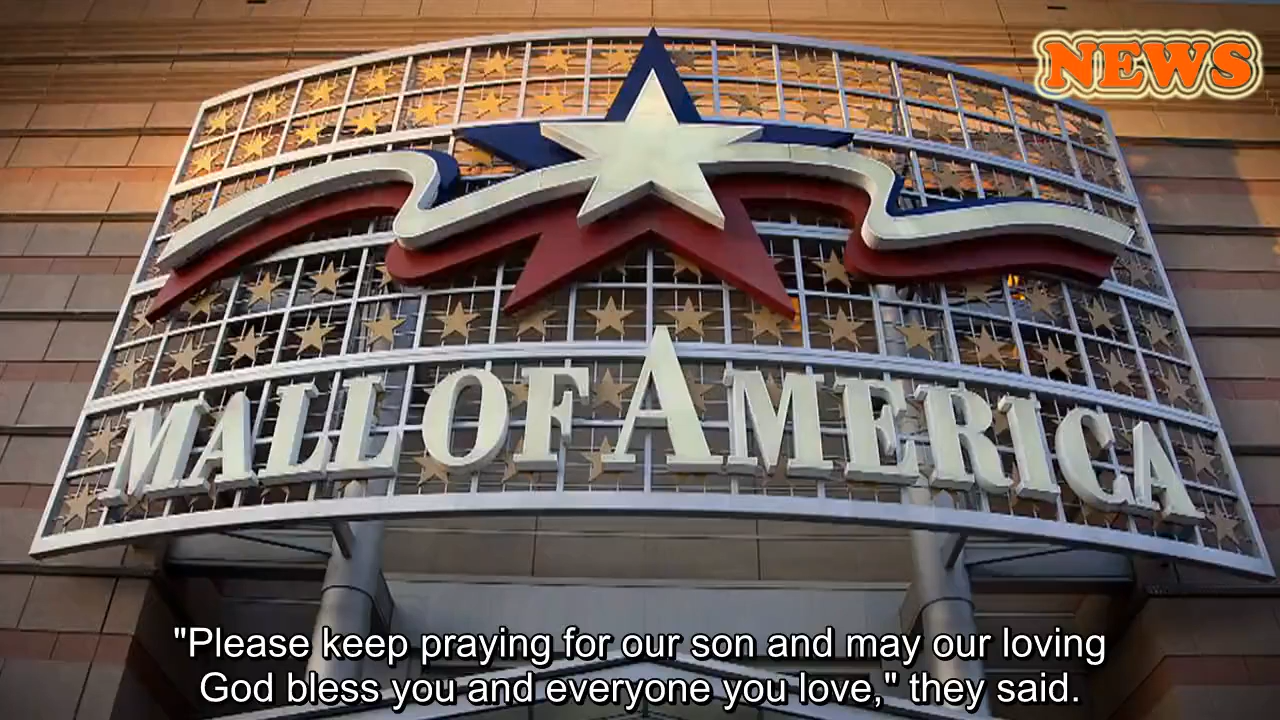 NEWS
MALL OF AMERICA
"Please keep praying for our son and may our loving
God bless you and everyone you love," they said.